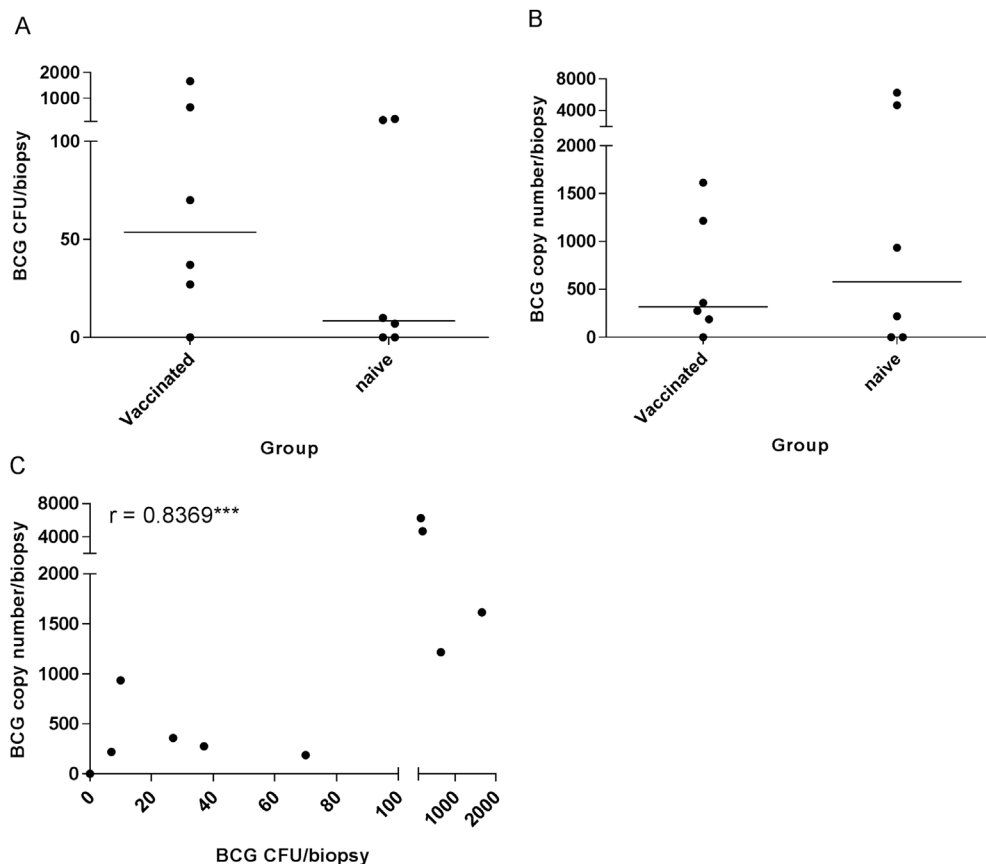 A
BCG CFU/biopsy
2000
1000
100
50
0
Vaccinated
naive
Group
B
BCG copy number/biopsy
8000
4000
2000
1500
1000
500
0
Vaccinated
naive
Group
C
r = 0.8369***
BCG copy number/biopsy
8000
4000
2000
1500
1000
500
0
0
20
40
60
80
100
1000
2000
BCG CFU/biopsy